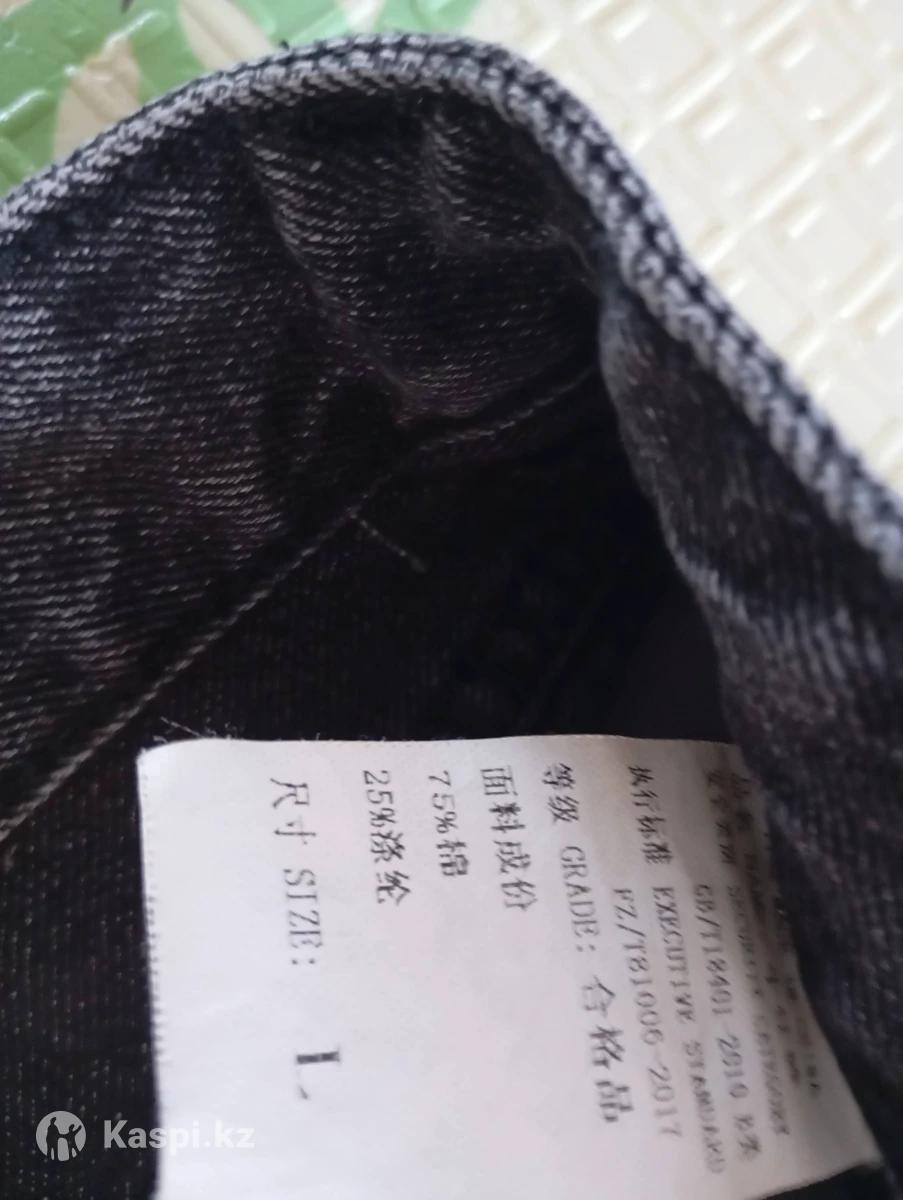 GB/T18401-2010 B类
执行标准 EXECUTIVE STANDARD
FZ/T81006-2017
等级 GRADE: 合格品
面料成份
75%棉
25%涤纶
尺寸 SIZE: L
Kaspi.kz